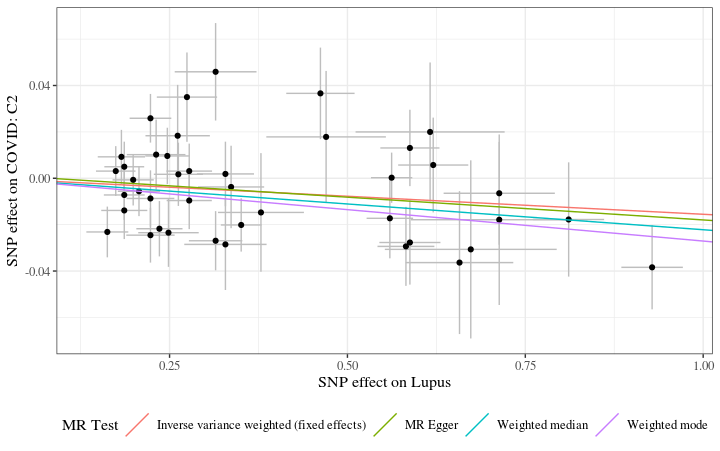 SNP effect on COVID: C2
0.04
0.00
-0.04
0.25 0.50 0.75 1.00
SNP effect on Lupus
MR Test Inverse variance weighted (fixed effects) MR Egger Weighted median Weighted mode